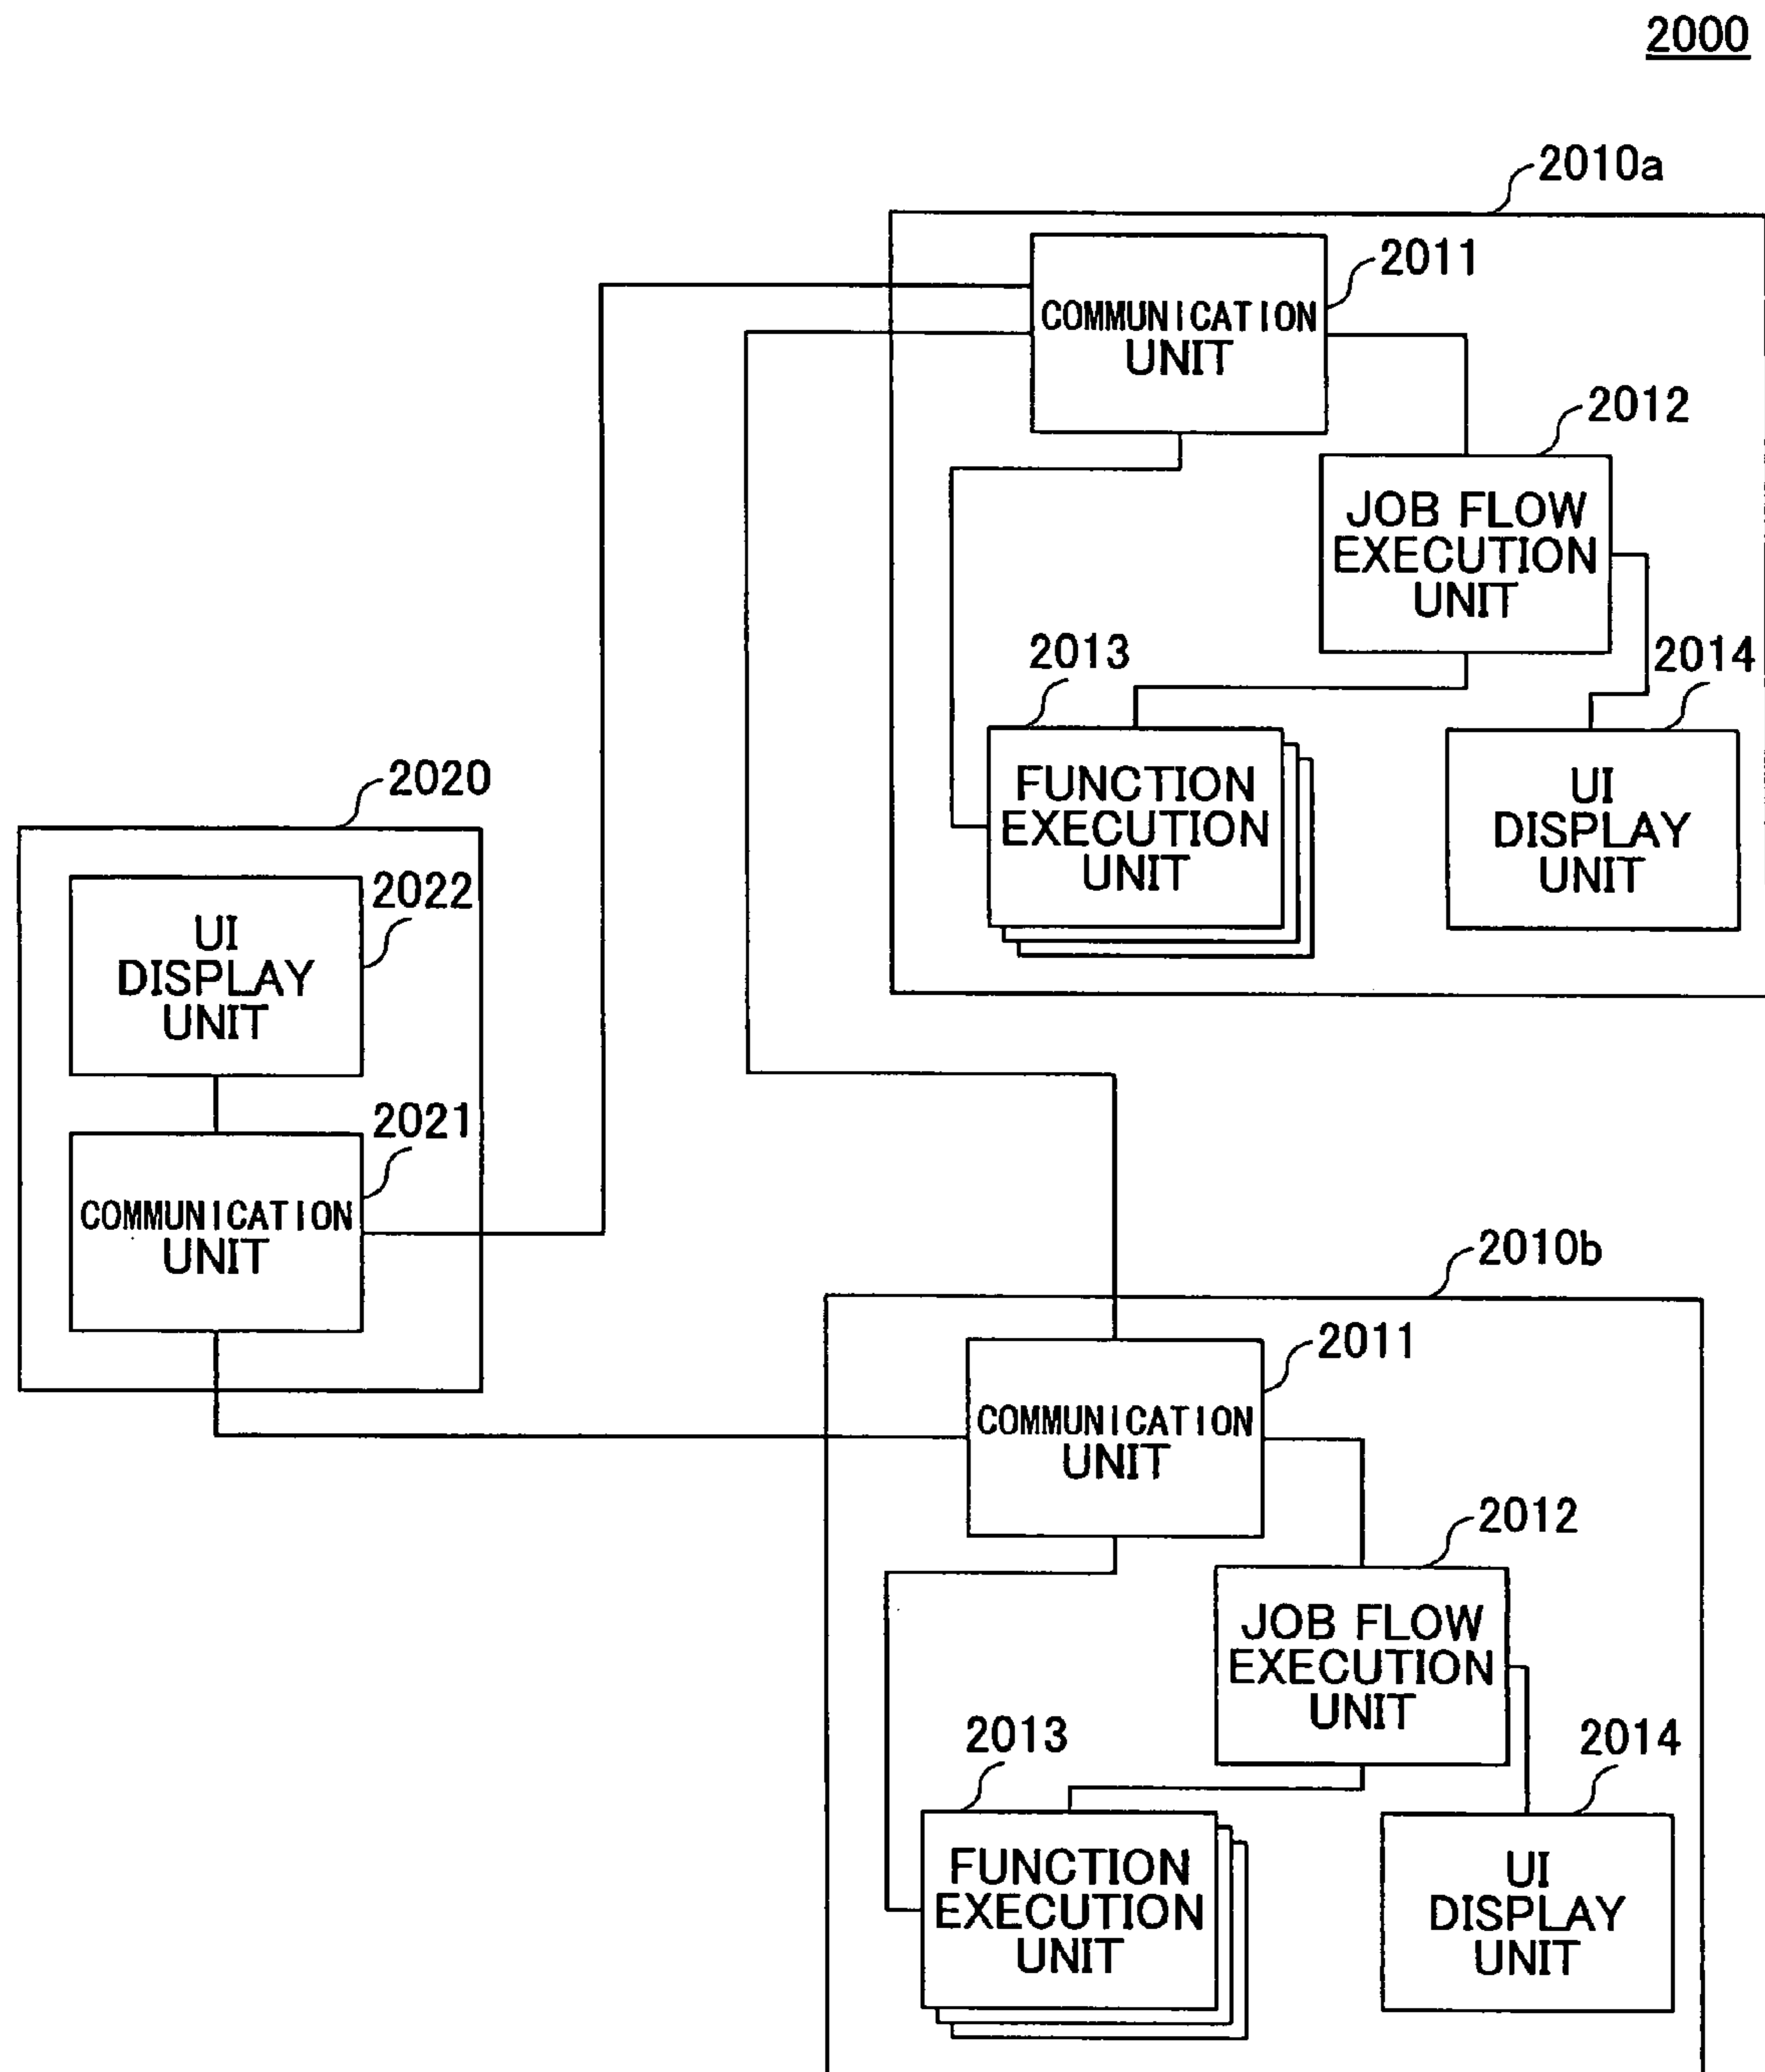 2000
2010a
2011
COMMUNICATION
UNIT
2012
JOB FLOW
EXECUTION
UNIT
2013
2014
FUNCTION
EXECUTION
UNIT
UI
DISPLAY
UNIT
2020
2022
UI
DISPLAY
UNIT
2021
COMMUNICATION
UNIT
2010b
2011
COMMUNICATION
UNIT
2012
JOB FLOW
EXECUTION
UNIT
2013
2014
FUNCTION
EXECUTION
UNIT
UI
DISPLAY
UNIT